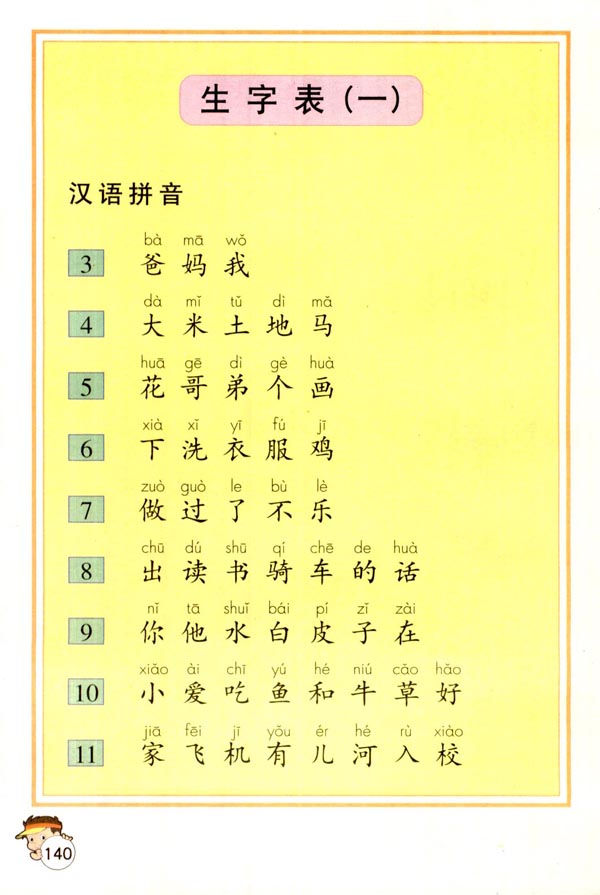 生字表（一）
汉语拼音
bà mā wǒ
3 爸 妈 我
dà mǐ tǔ dì mǎ
4 大 米 土 地 马
huā gē dì gè huà
5 花 哥 弟 个 画
xià xǐ yī fú jī
6 下 洗 衣 服 鸡
zuò guò le bù lè
7 做 过 了 不 乐
chū dú shū qí chē de huà
8 出 读 书 骑 车 的 话
nǐ tā shuǐ bái pí zǐ zài
9 你 他 水 白 皮 子 在
xiǎo ài chī yú hé niú cǎo hǎo
10 小 爱 吃 鱼 和 牛 草 好
jiā fēi jī yǒu ér hé rù xiào
11 家 飞 机 有 儿 河 入 校
140